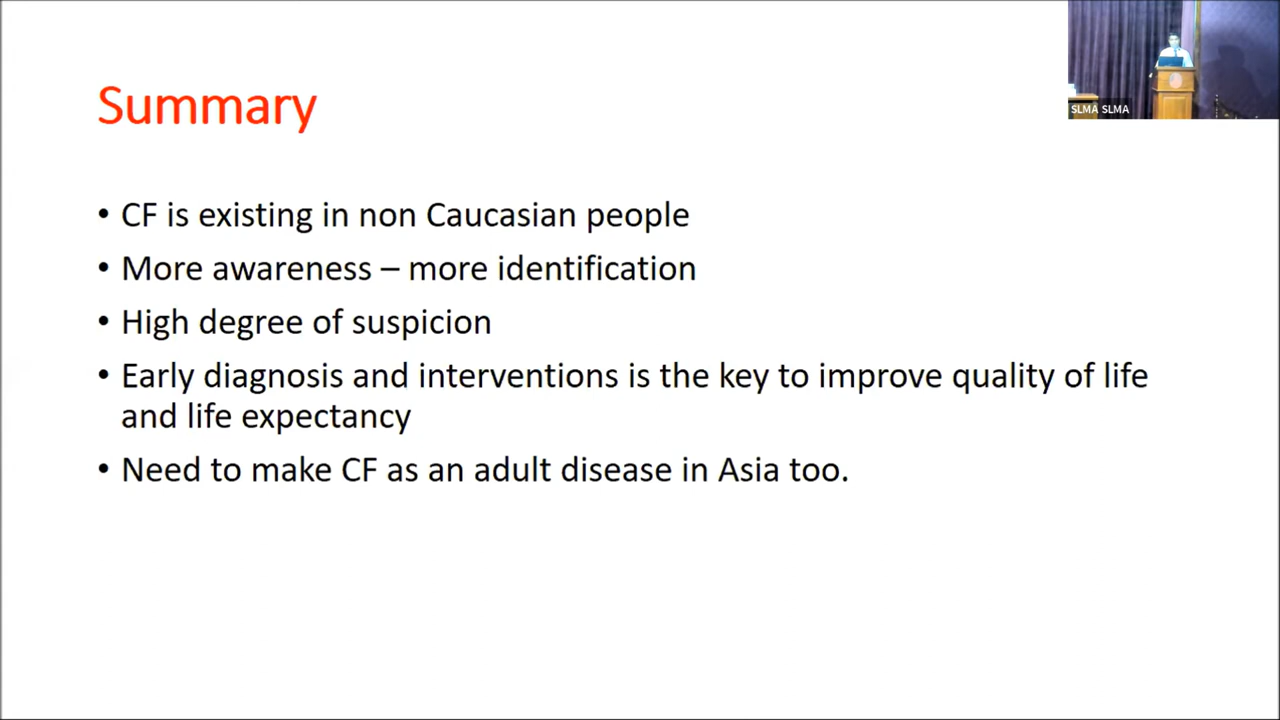 SLMA SLMA
Summary
• CF is existing in non Caucasian people
• More awareness – more identification
• High degree of suspicion
• Early diagnosis and interventions is the key to improve quality of life
and life expectancy
• Need to make CF as an adult disease in Asia too.